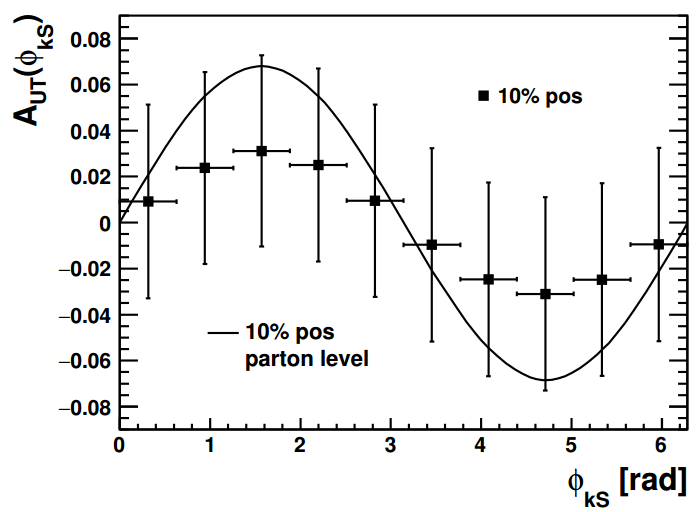 A_UT(ϕ_kS)
0.08
0.06
0.04
0.02
0
−0.02
−0.04
−0.06
−0.08
10% pos
10% pos
parton level
0 1 2 3 4 5 6
ϕ_kS [rad]